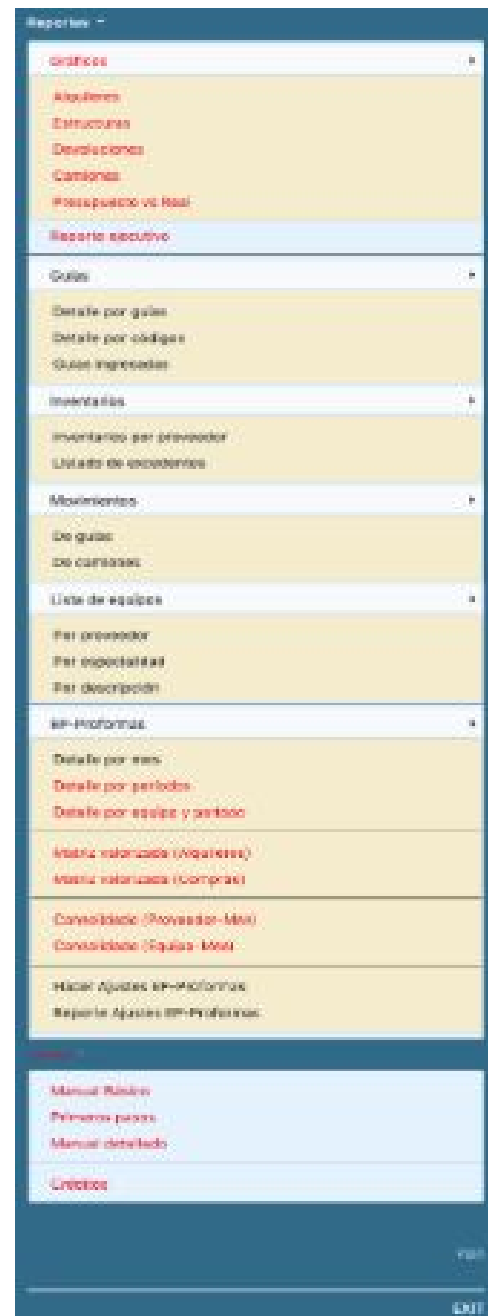 Reportes
Gráficos
Alquileres
Estructuras
Devoluciones
Camiones
Presupuesto vs Real
Reporte ejecutivo
Guías
Detalle por guías
Detalle por códigos
Guías ingresadas
Inventarios
Inventarios por proveedor
Listado de excedentes
Movimientos
De guías
De camiones
Lista de equipos
Por proveedor
Por especialidad
Por descripción
EP-Proformas
Detalle por mes
Detalle por períodos
Detalle por equipo y período
Matriz valorizada (Alquileres)
Matriz valorizada (Compras)
Consolidado (Proveedor-MAX)
Consolidado (Equipo-MAX)
Hacer Ajustes EP-Proformas
Reporte Ajustes EP-Proformas
Manual Básico
Primeros pasos
Manual detallado
Créditos
EXIT